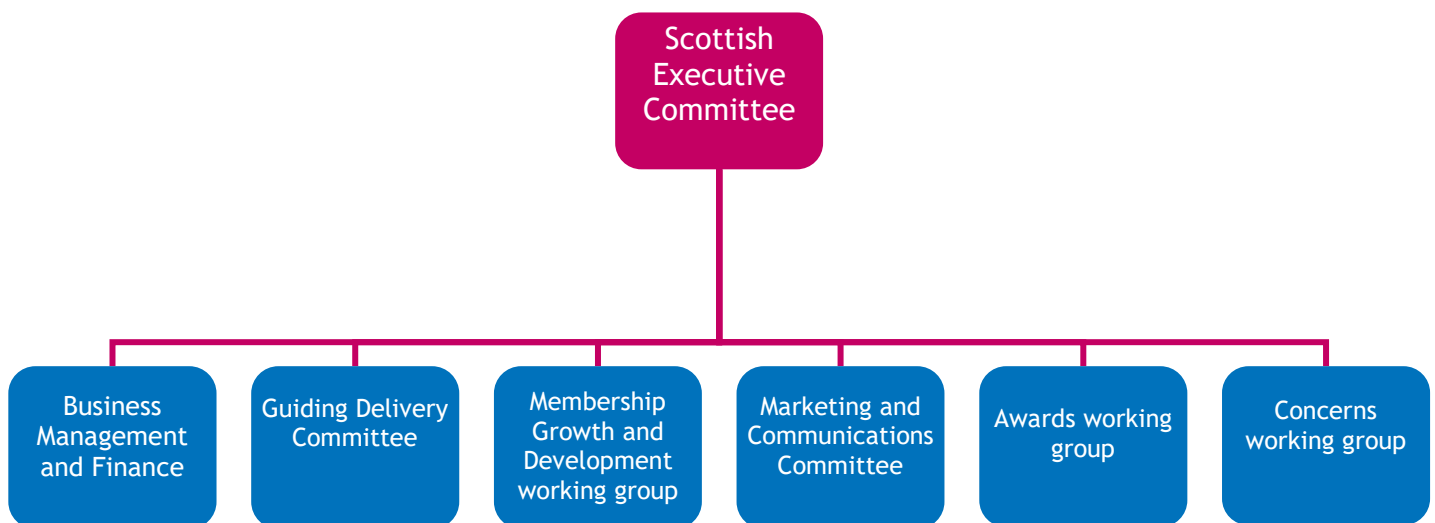 Scottish
Executive
Committee
Business
Management
and Finance
Guiding Delivery
Committee
Membership
Growth and
Development
working group
Marketing and
Communications
Committee
Awards working
group
Concerns
working group